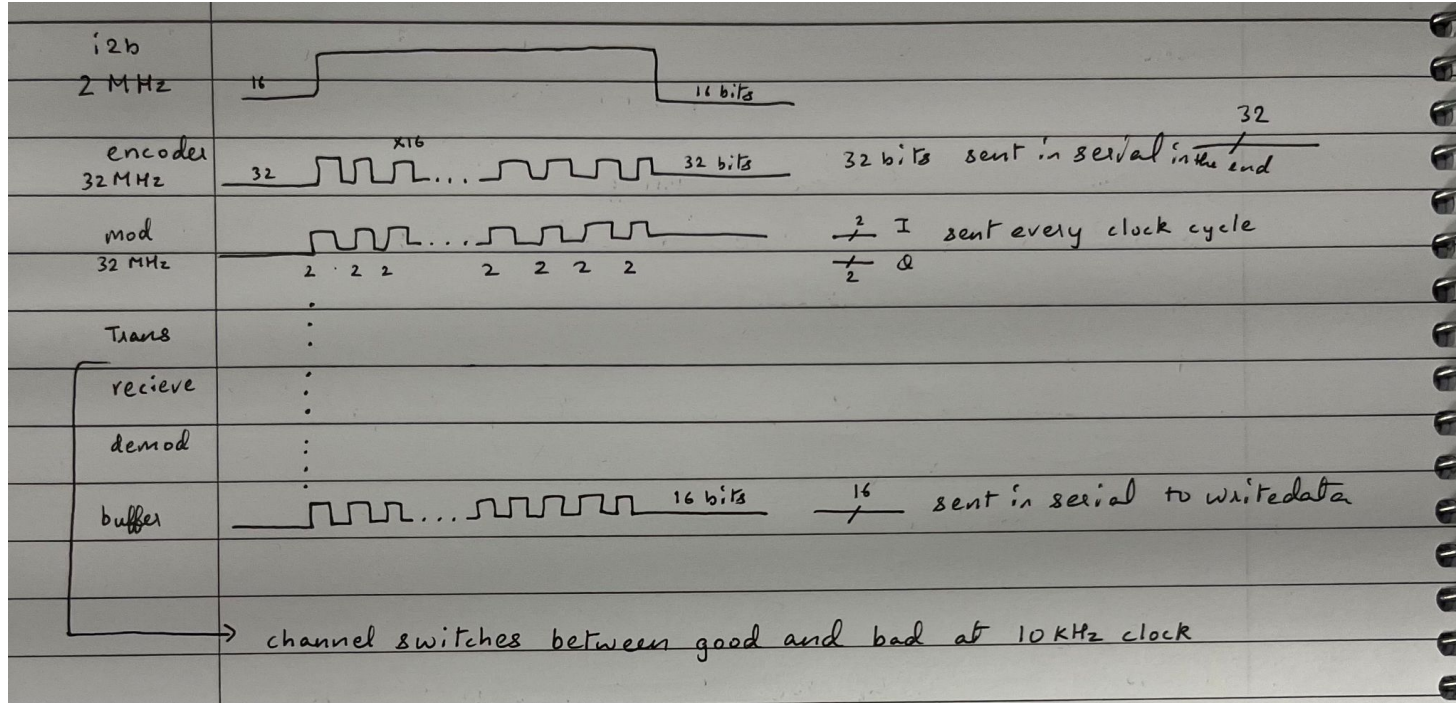 i2b
2 MHz 16 16 bits
x16 32
encoder 32 bits sent in serial in the end
32 MHz 32 32 bits
mod 2 I sent every clock cycle
32 MHz 2 2 2 2 2 2 2 2 Q
Trans
recieve
demod
buffer 16 bits 16 sent in serial to writedata
channel switches between good and bad at 10 KHz clock